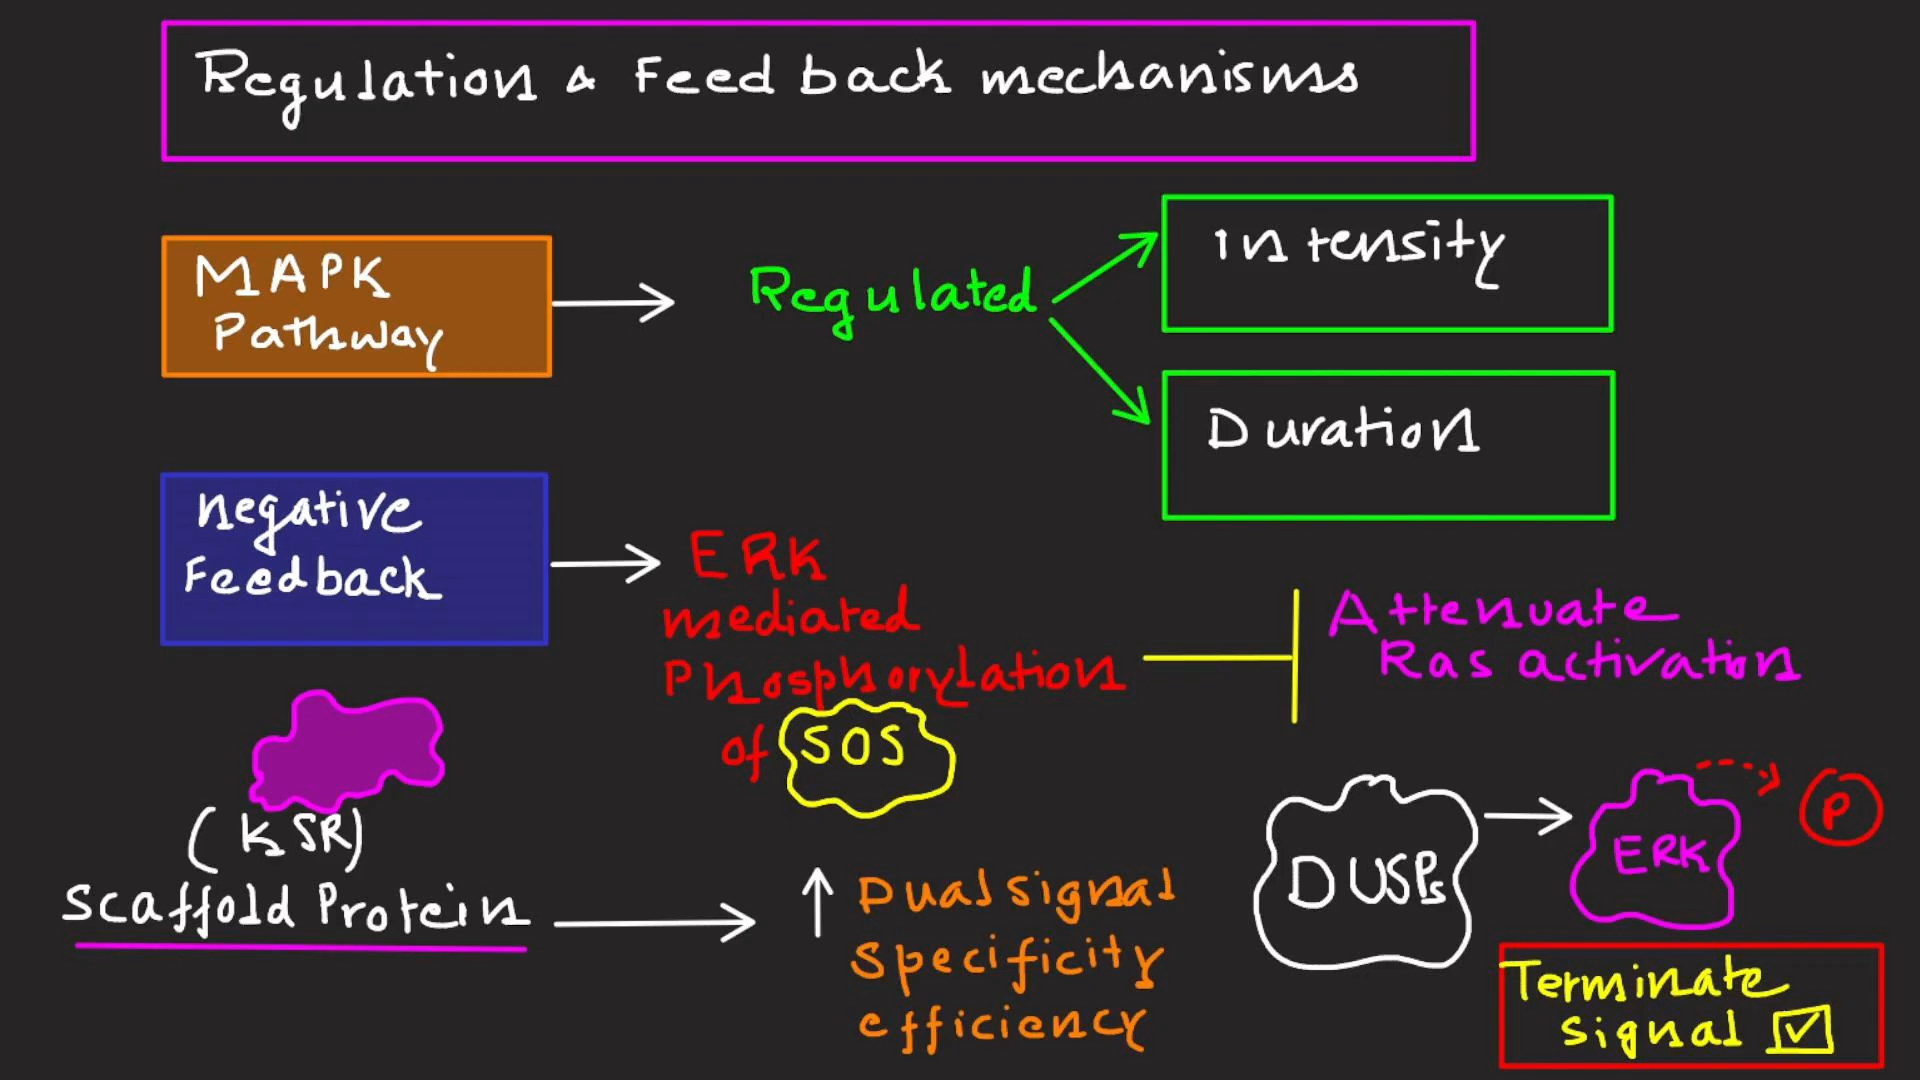 Regulation & Feed back mechanisms
MAPK
Pathway
Regulated
Intensity
Duration
negative
Feedback
ERK
mediated
Phosphorylation
of SOS
Attenuate
Ras activation
(KSR)
Scaffold Protein
Dual signal
Specificity
efficiency
DUSPs
ERK
P
Terminate
signal